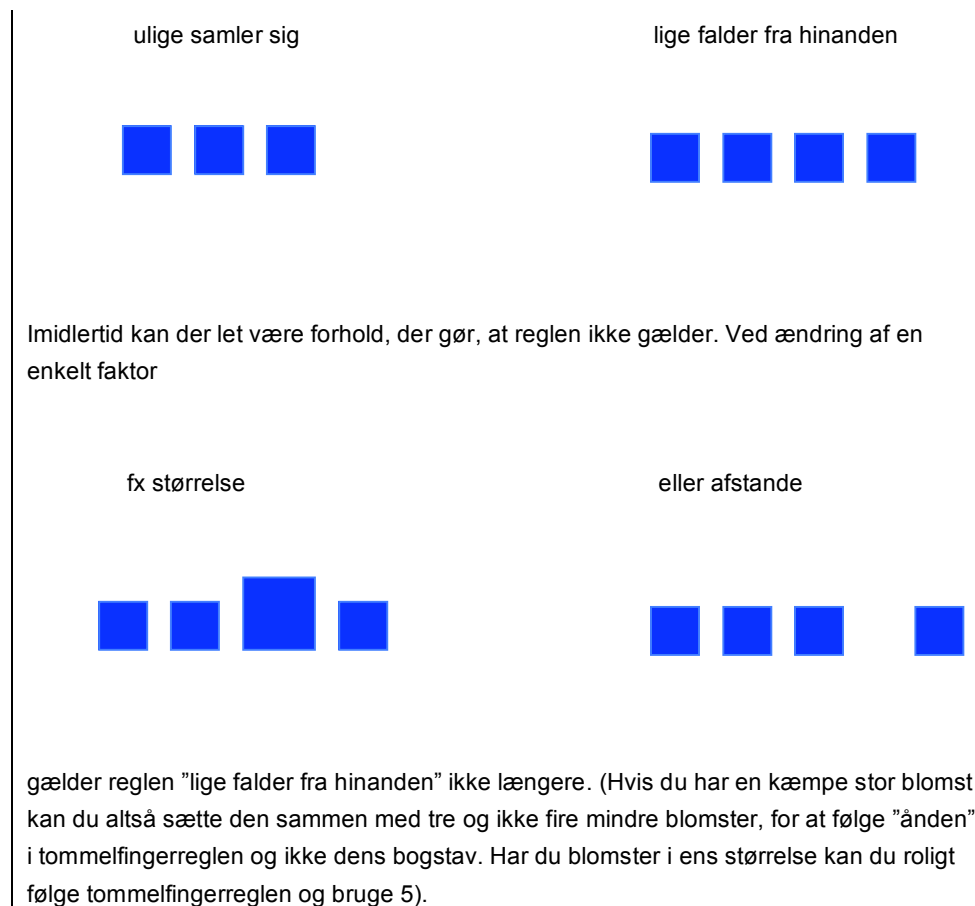 ulige samler sig
lige falder fra hinanden
Imidlertid kan der let være forhold, der gør, at reglen ikke gælder. Ved ændring af en
enkelt faktor
fx størrelse
eller afstande
gælder reglen ”lige falder fra hinanden” ikke længere. (Hvis du har en kæmpe stor blomst
kan du altså sætte den sammen med tre og ikke fire mindre blomster, for at følge ”ånden”
i tommelfingerreglen og ikke dens bogstav. Har du blomster i ens størrelse kan du roligt
følge tommelfingerreglen og bruge 5).